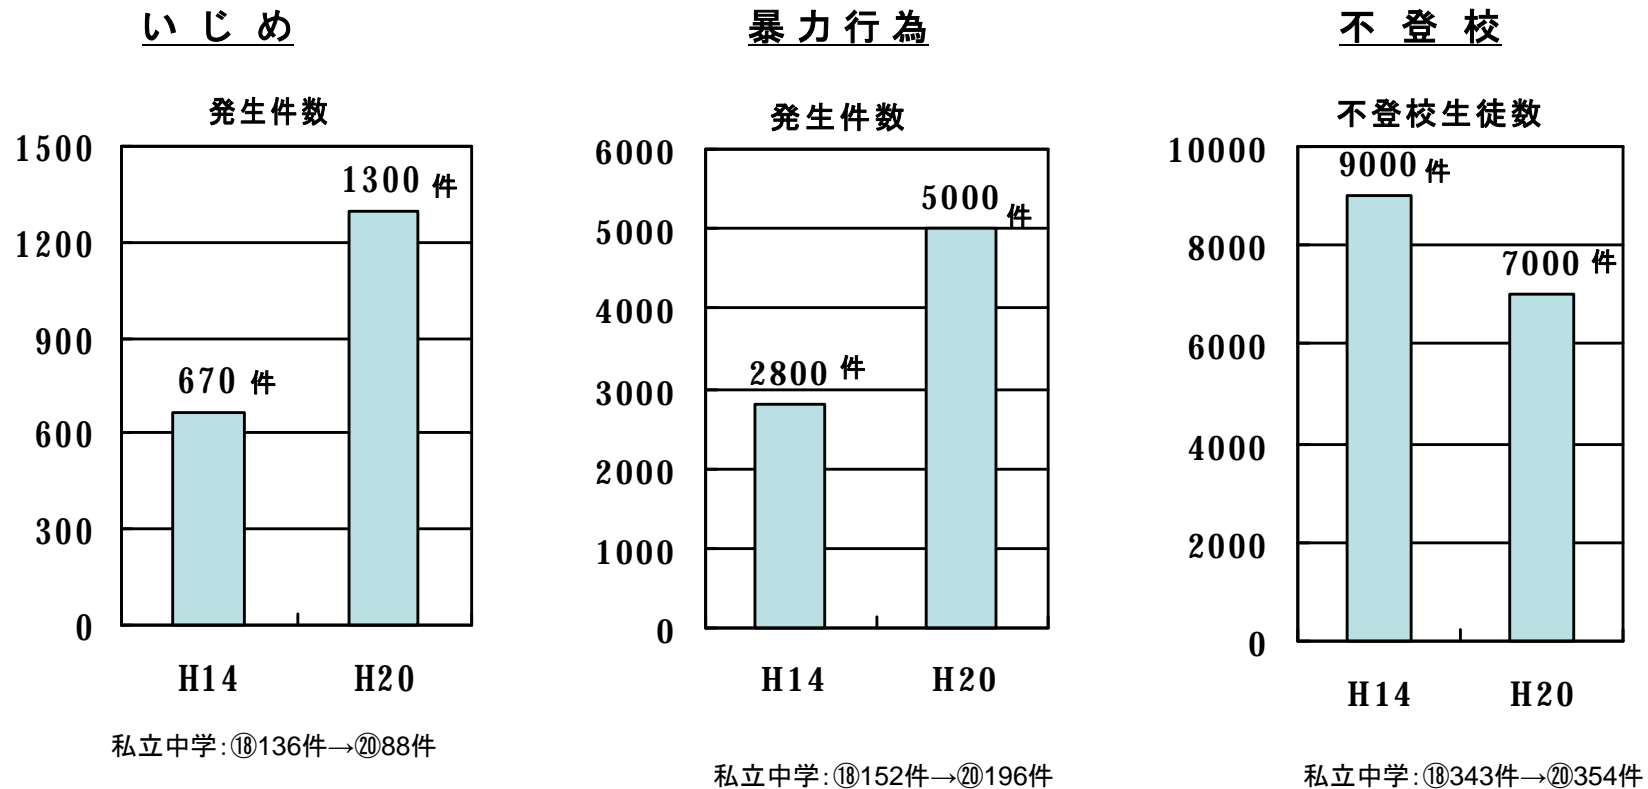 いじめ
発生件数
1500
1200
900
600
300
0
670 件
1300 件
H14
H20
私立中学:⑱136件→⑳88件
暴力行為
発生件数
6000
5000
4000
3000
2000
1000
0
2800 件
5000 件
H14
H20
私立中学:⑱152件→⑳196件
不登校
不登校生徒数
10000
8000
6000
4000
2000
0
9000 件
7000 件
H14
H20
私立中学:⑱343件→⑳354件